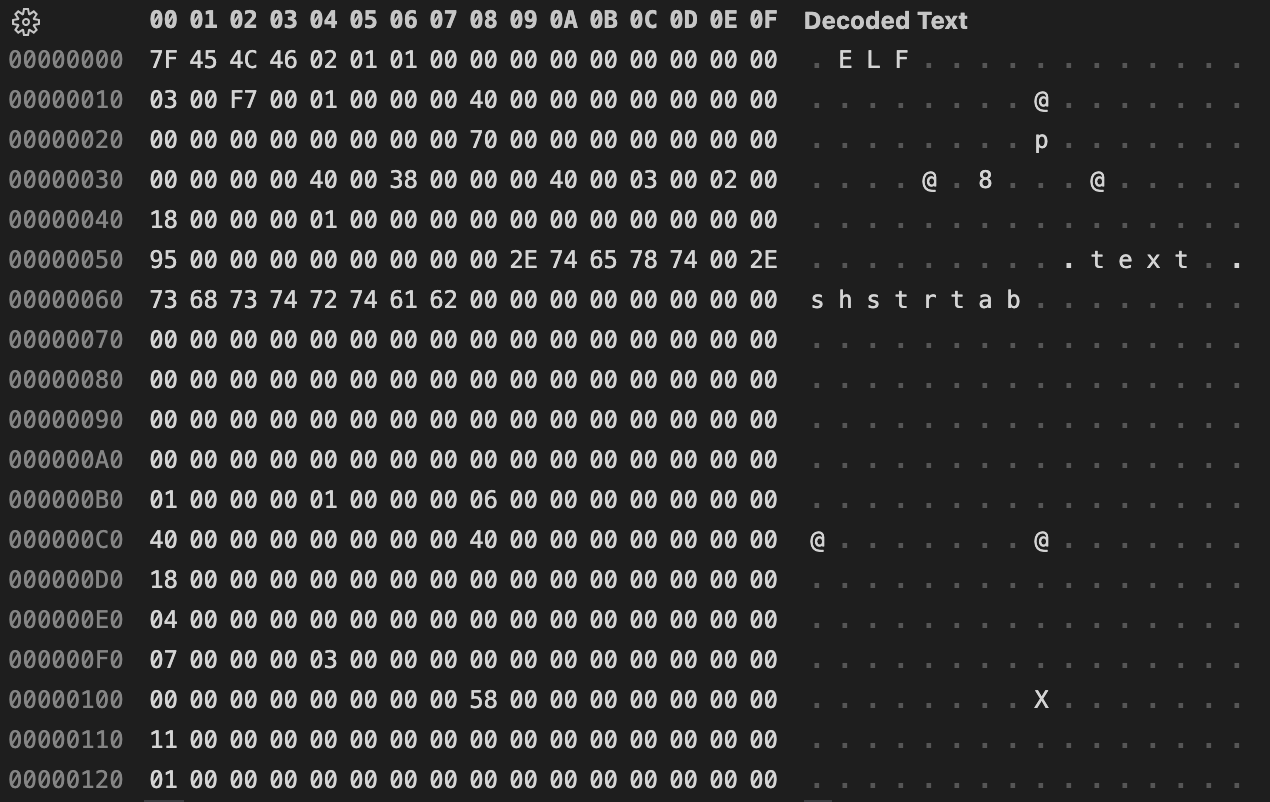 00 01 02 03 04 05 06 07 08 09 0A 0B 0C 0D 0E 0F Decoded Text
00000000 7F 45 4C 46 02 01 01 00 00 00 00 00 00 00 00 00 . E L F . . . . . . . . . . . .
00000010 03 00 F7 00 01 00 00 00 40 00 00 00 00 00 00 00 . . . . . . . . @ . . . . . . .
00000020 00 00 00 00 00 00 00 00 70 00 00 00 00 00 00 00 . . . . . . . . p . . . . . . .
00000030 00 00 00 00 40 00 38 00 00 00 40 00 03 00 02 00 . . . . @ . 8 . . . @ . . . . .
00000040 18 00 00 00 01 00 00 00 00 00 00 00 00 00 00 00 . . . . . . . . . . . . . . . .
00000050 95 00 00 00 00 00 00 00 00 2E 74 65 78 74 00 2E . . . . . . . . . . t e x t . .
00000060 73 68 73 74 72 74 61 62 00 00 00 00 00 00 00 00 s h s t r t a b . . . . . . . .
00000070 00 00 00 00 00 00 00 00 00 00 00 00 00 00 00 00 . . . . . . . . . . . . . . . .
00000080 00 00 00 00 00 00 00 00 00 00 00 00 00 00 00 00 . . . . . . . . . . . . . . . .
00000090 00 00 00 00 00 00 00 00 00 00 00 00 00 00 00 00 . . . . . . . . . . . . . . . .
000000A0 00 00 00 00 00 00 00 00 00 00 00 00 00 00 00 00 . . . . . . . . . . . . . . . .
000000B0 01 00 00 00 01 00 00 00 06 00 00 00 00 00 00 00 . . . . . . . . . . . . . . . .
000000C0 40 00 00 00 00 00 00 00 40 00 00 00 00 00 00 00 @ . . . . . . . @ . . . . . . .
000000D0 18 00 00 00 00 00 00 00 00 00 00 00 00 00 00 00 . . . . . . . . . . . . . . . .
000000E0 04 00 00 00 00 00 00 00 00 00 00 00 00 00 00 00 . . . . . . . . . . . . . . . .
000000F0 07 00 00 00 03 00 00 00 00 00 00 00 00 00 00 00 . . . . . . . . . . . . . . . .
00000100 00 00 00 00 00 00 00 00 58 00 00 00 00 00 00 00 . . . . . . . . X . . . . . . .
00000110 11 00 00 00 00 00 00 00 00 00 00 00 00 00 00 00 . . . . . . . . . . . . . . . .
00000120 01 00 00 00 00 00 00 00 00 00 00 00 00 00 00 00 . . . . . . . . . . . . . . . .